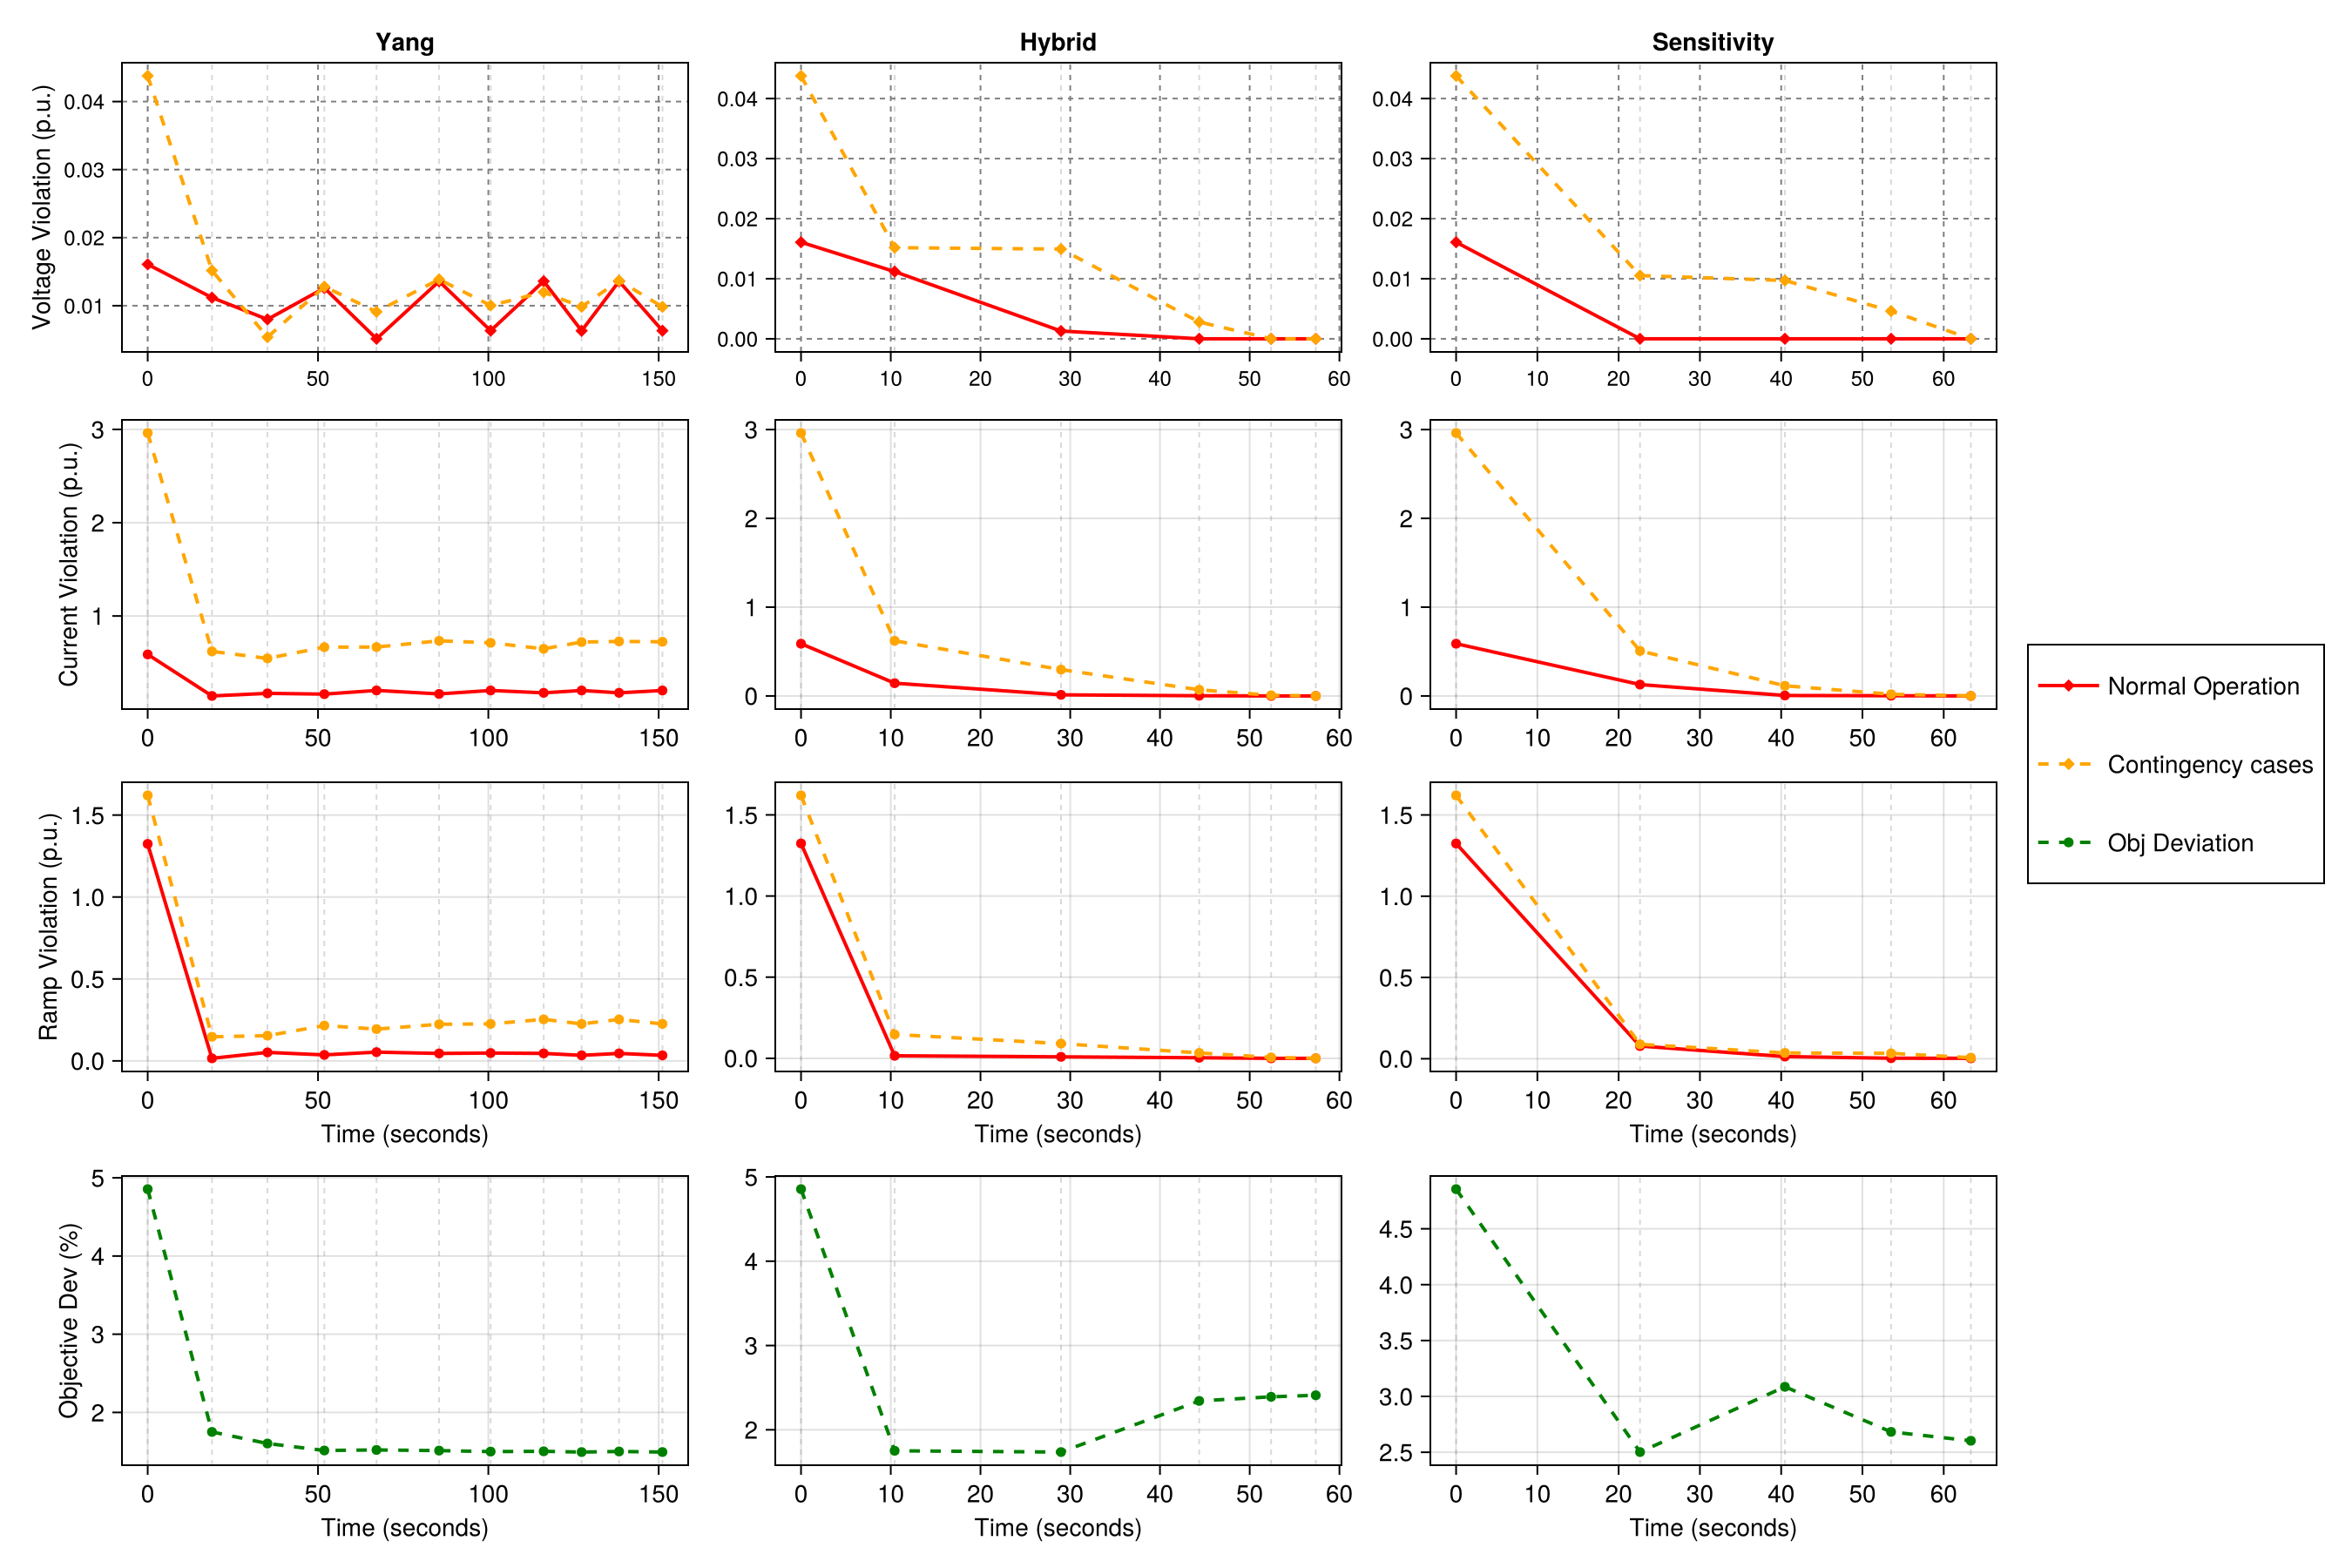 Yang Hybrid Sensitivity
Voltage Violation (p.u.)
0.04 0.03 0.02 0.01
0 50 100 150
0.04 0.03 0.02 0.01 0.00
0 10 20 30 40 50 60
0.04 0.03 0.02 0.01 0.00
0 10 20 30 40 50 60
Current Violation (p.u.)
3 2 1
0 50 100 150
3 2 1 0
0 10 20 30 40 50 60
3 2 1 0
0 10 20 30 40 50 60
Normal Operation
Contingency cases
Obj Deviation
Ramp Violation (p.u.)
1.5 1.0 0.5 0.0
0 50 100 150
Time (seconds)
1.5 1.0 0.5 0.0
0 10 20 30 40 50 60
Time (seconds)
1.5 1.0 0.5 0.0
0 10 20 30 40 50 60
Time (seconds)
Objective Dev (%)
5 4 3 2
0 50 100 150
Time (seconds)
5 4 3 2
0 10 20 30 40 50 60
Time (seconds)
4.5 4.0 3.5 3.0 2.5
0 10 20 30 40 50 60
Time (seconds)